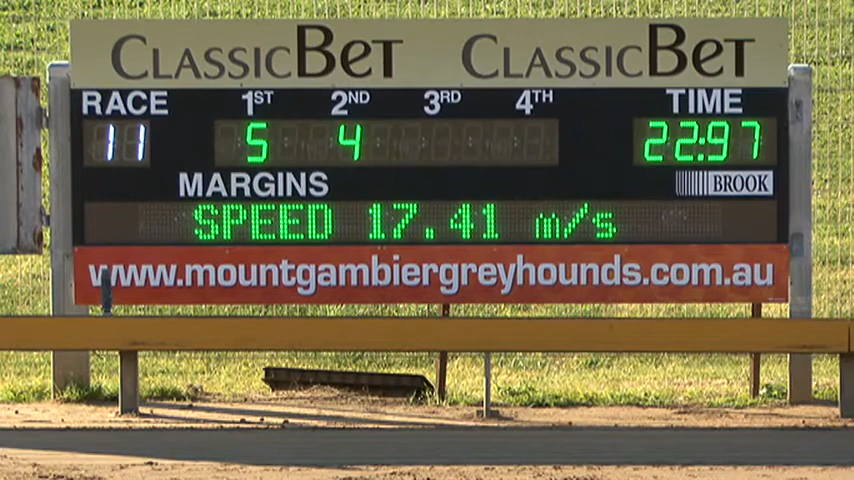 CLASSICBET CLASSICBET
RACE 1ST 2ND 3RD 4TH TIME
11 5 4 22:97
MARGINS BROOK
SPEED 17.41 m/s
www.mountgambiergreyhounds.com.au